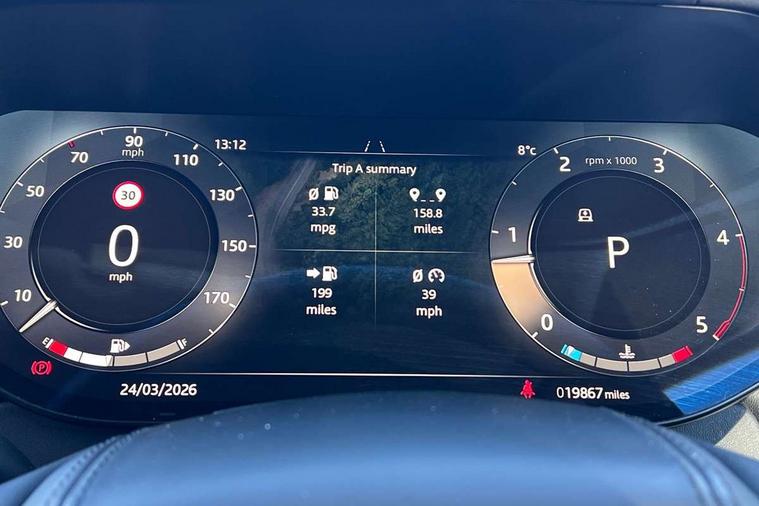 13:12
8°c
Trip A summary
33.7
mpg
158.8
miles
199
miles
39
mph
10
30
50
70
90
mph
110
130
150
170
30
0
mph
E
F
P
0
1
2
rpm x 1000
3
4
5
P
24/03/2026
019867 miles